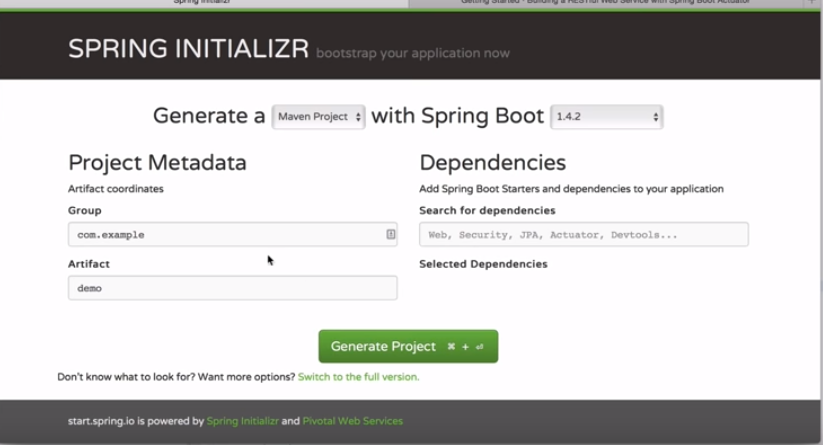 Spring Initializr
Getting Started · Building a RESTful Web Service with Spring Boot Actuator
SPRING INITIALIZR bootstrap your application now
Generate a Maven Project with Spring Boot 1.4.2
Project Metadata
Artifact coordinates
Group
com.example
Artifact
demo
Dependencies
Add Spring Boot Starters and dependencies to your application
Search for dependencies
Web, Security, JPA, Actuator, Devtools...
Selected Dependencies
Generate Project ⌘ + ⏎
Don't know what to look for? Want more options? Switch to the full version.
start.spring.io is powered by Spring Initializr and Pivotal Web Services